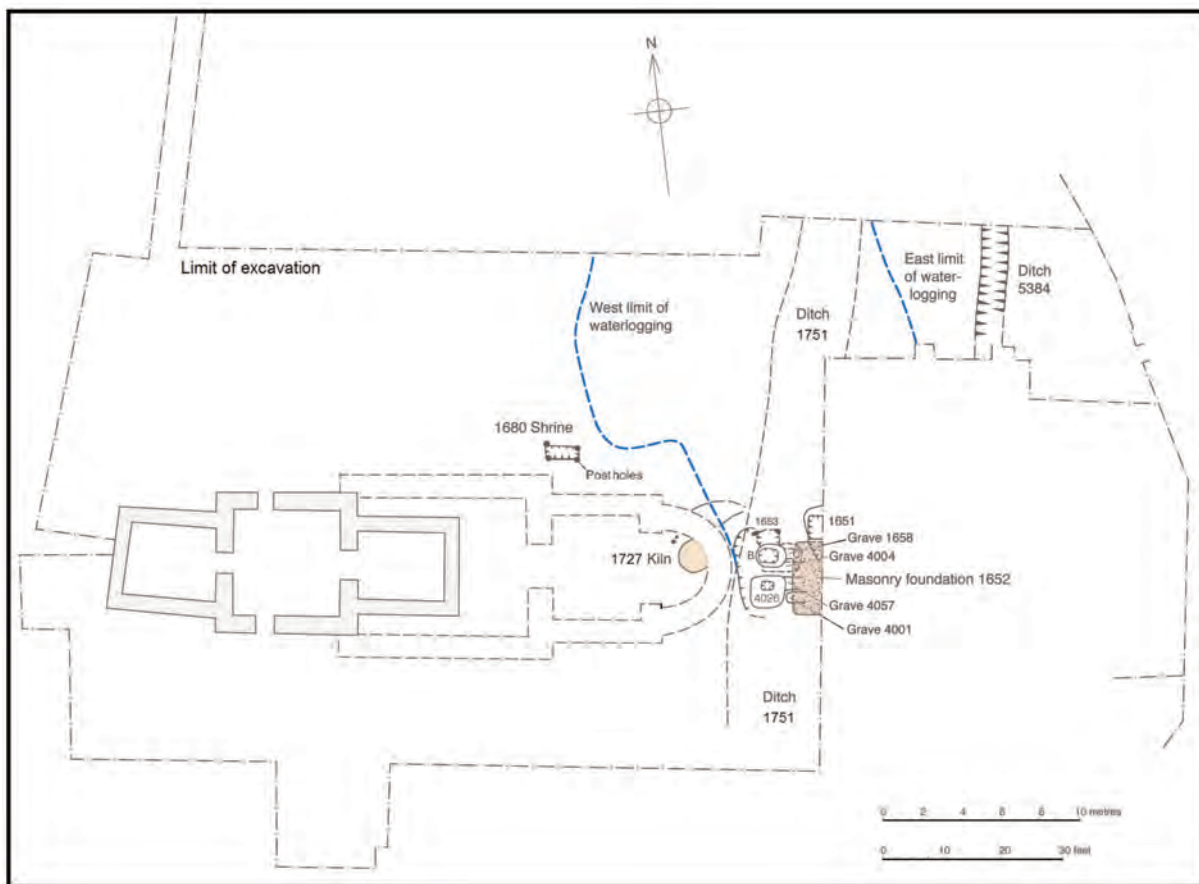 N
Limit of excavation
West limit of
waterlogging
East limit
of water-
logging
Ditch
5384
Ditch
1751
1680 Shrine
Post holes
1727 Kiln
1653
B
4026
1651
Grave 1658
Grave 4004
Masonry foundation 1652
Grave 4057
Grave 4001
Ditch
1751
0 2 4 6 8 10 metres
0 10 20 30 feet